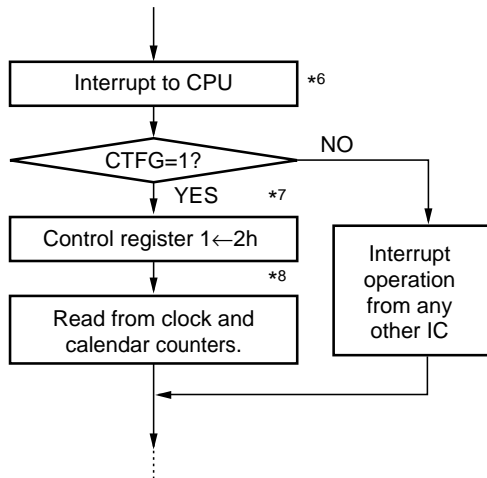 Interrupt to CPU
*6
CTFG=1?
NO
YES
*7
Control register 1←2h
*8
Read from clock and
calendar counters.
Interrupt
operation
from any
other IC